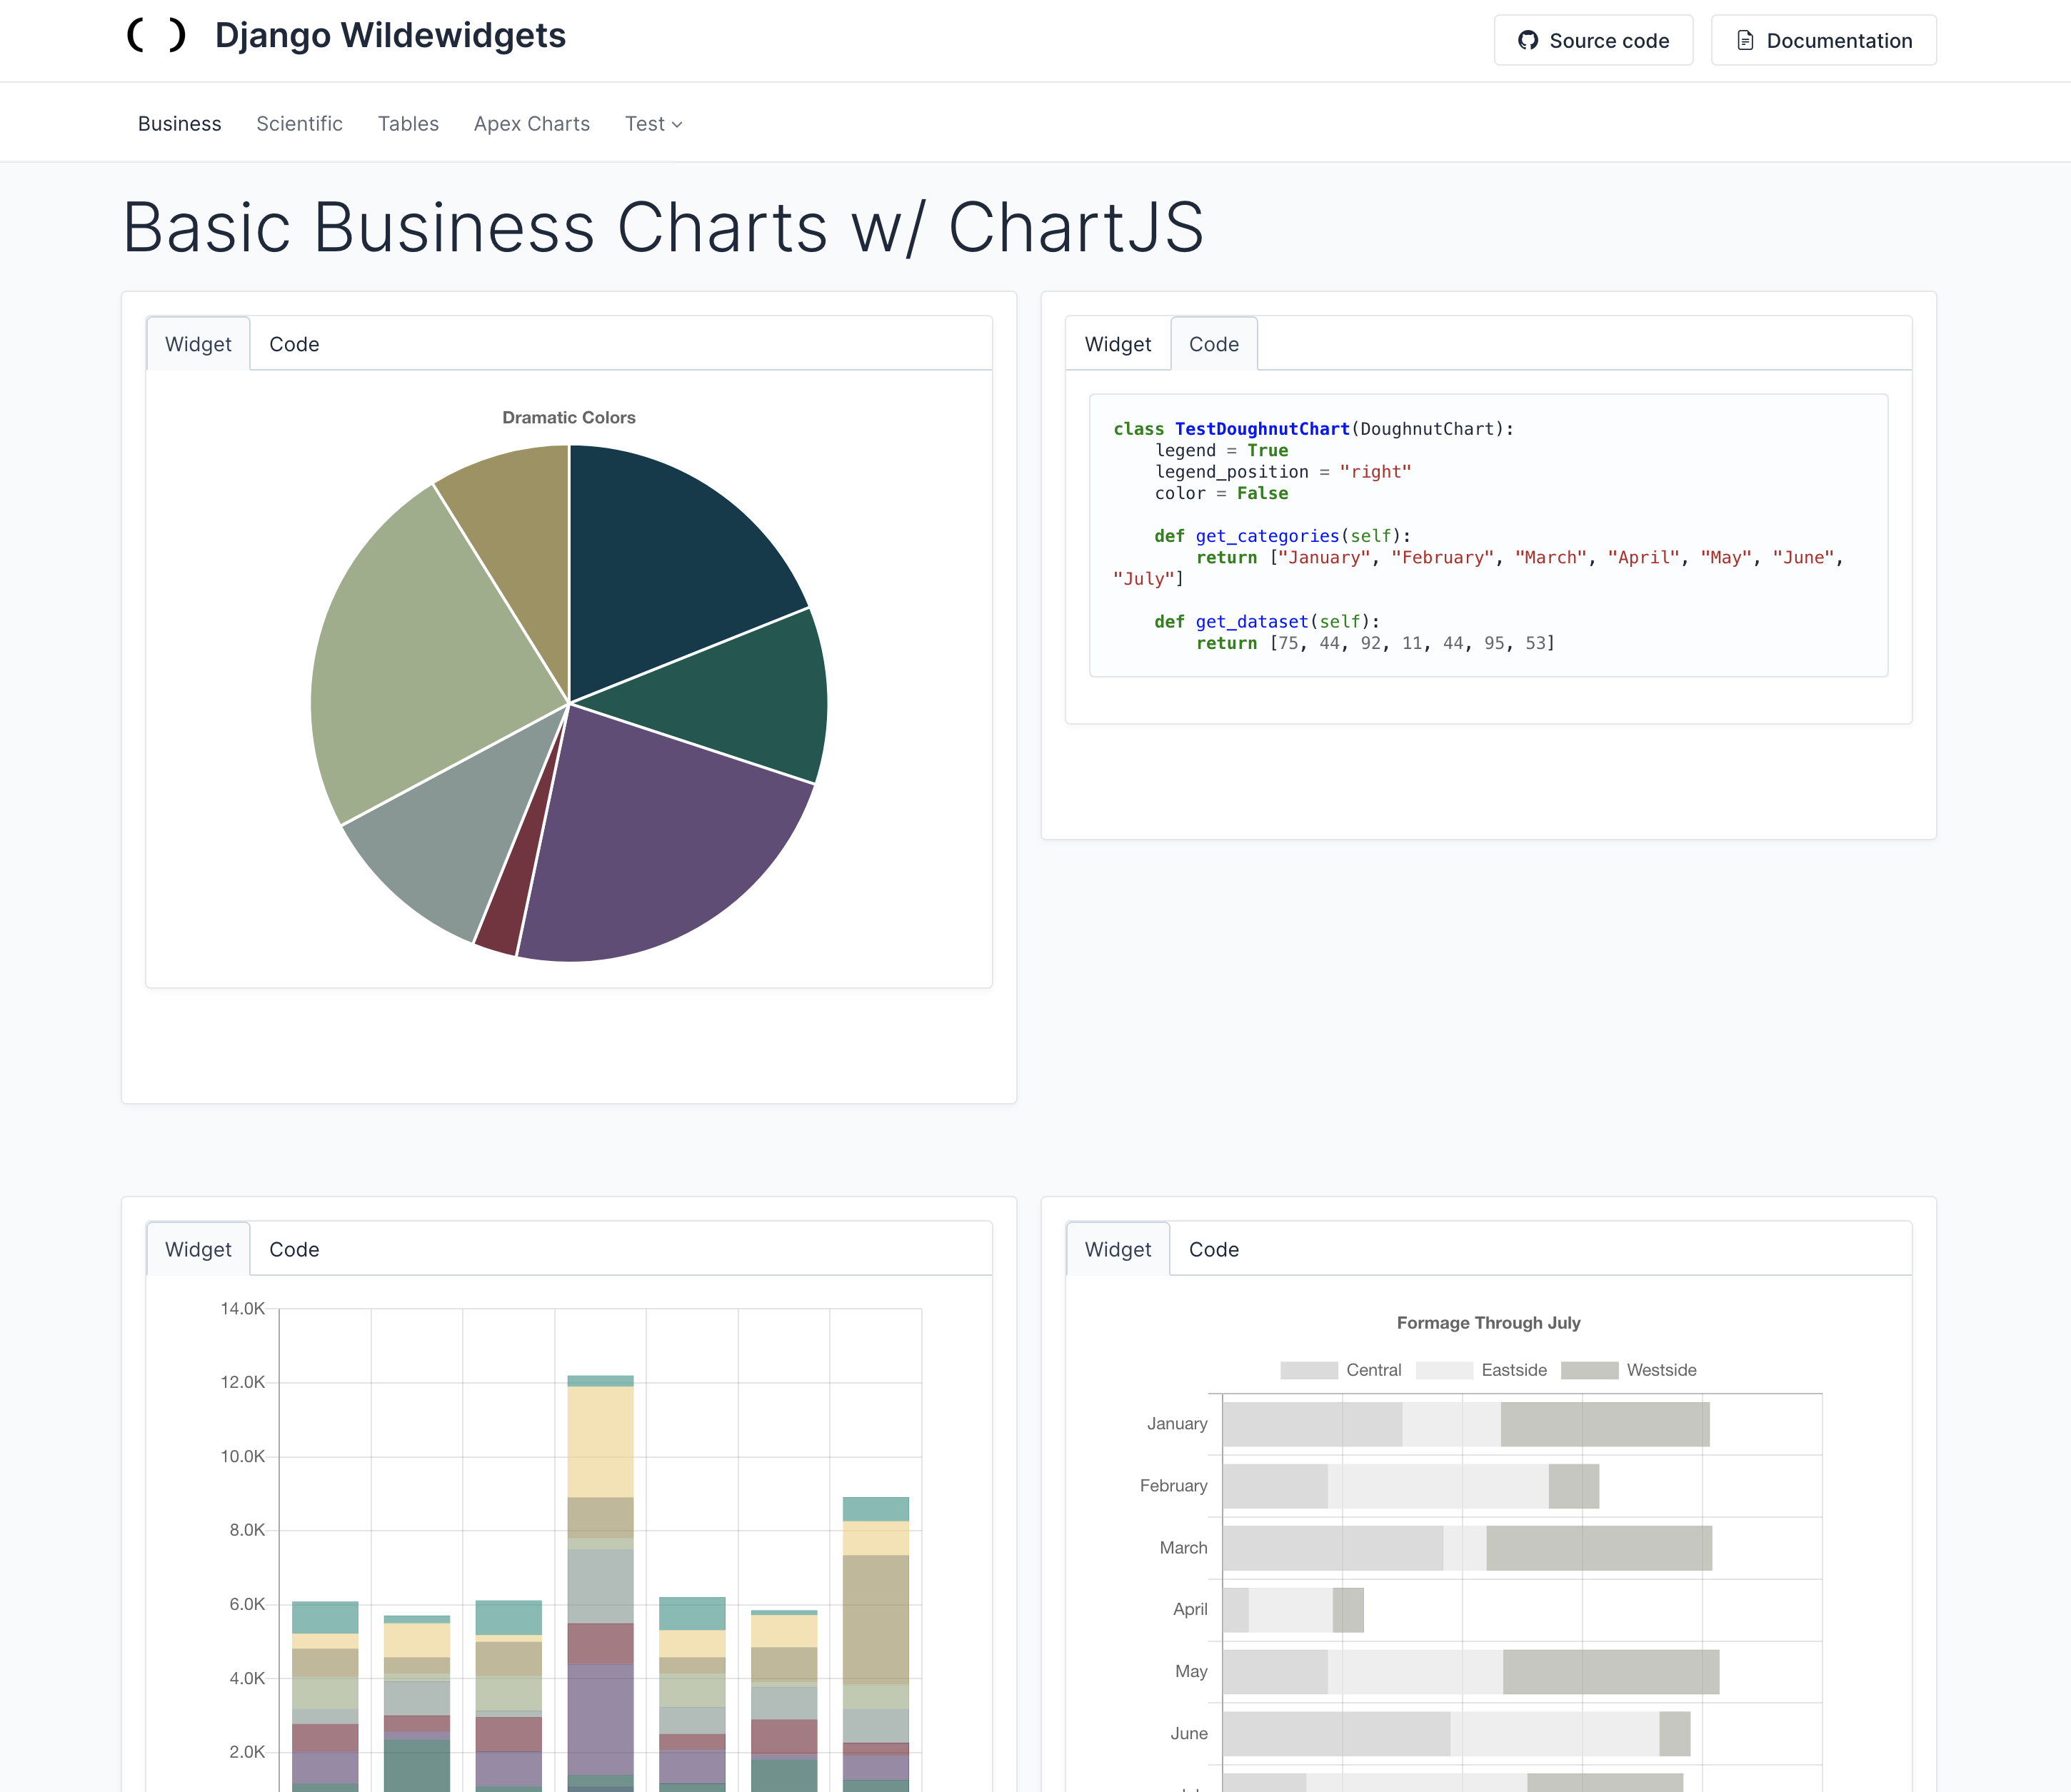 ( ) Django Wildewidgets
Source code
Documentation
Business Scientific Tables Apex Charts Test
Basic Business Charts w/ ChartJS
Widget Code
Dramatic Colors
Widget Code
class TestDoughnutChart(DoughnutChart):
    legend = True
    legend_position = "right"
    color = False
    def get_categories(self):
        return ["January", "February", "March", "April", "May", "June",
"July"]
    def get_dataset(self):
        return [75, 44, 92, 11, 44, 95, 53]
Widget Code
14.0K
12.0K
10.0K
8.0K
6.0K
4.0K
2.0K
Widget Code
Formage Through July
Central Eastside Westside
January
February
March
April
May
June